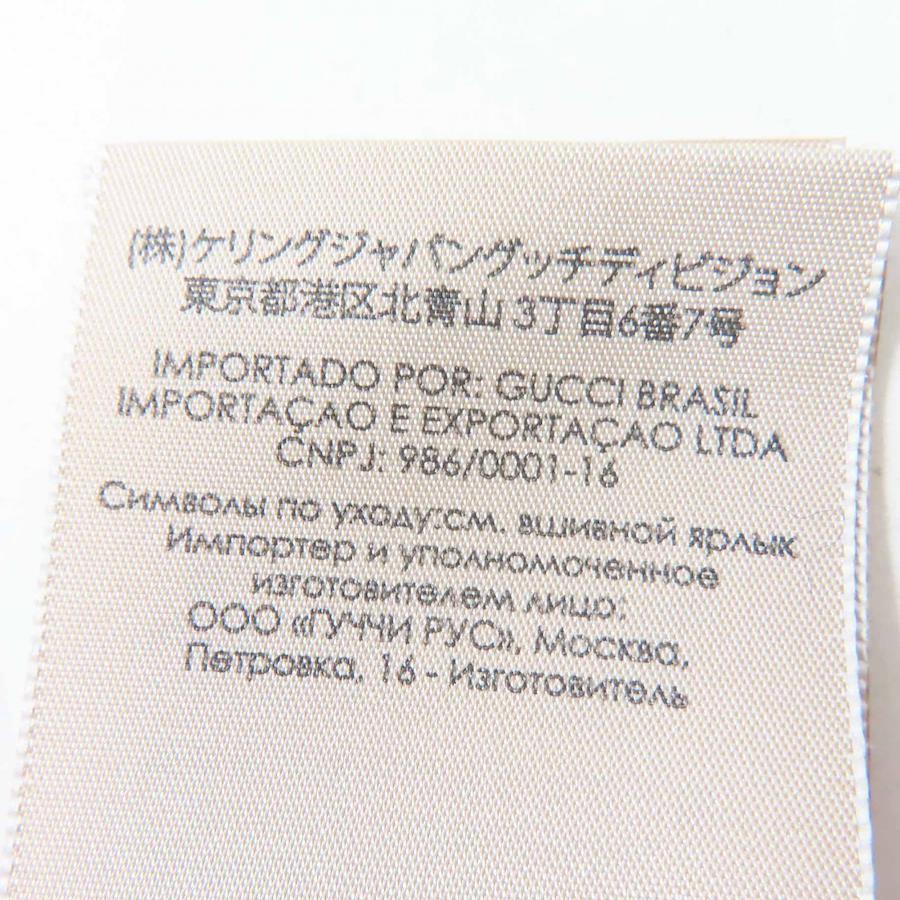 (株)ケリングジャパングッチディビジョン
東京都港区北青山 3丁目6番7号
IMPORTADO POR: GUCCI BRASIL
IMPORTAÇAO E EXPORTAÇAO LTDA
CNPJ: 986/0001-16
Символы по уходу:см. вшивной ярлык
Импортер и уполномоченное
изготовителем лицо:
ООО «ГУЧЧИ РУС», Москва,
Петровка, 16 - Изготовитель